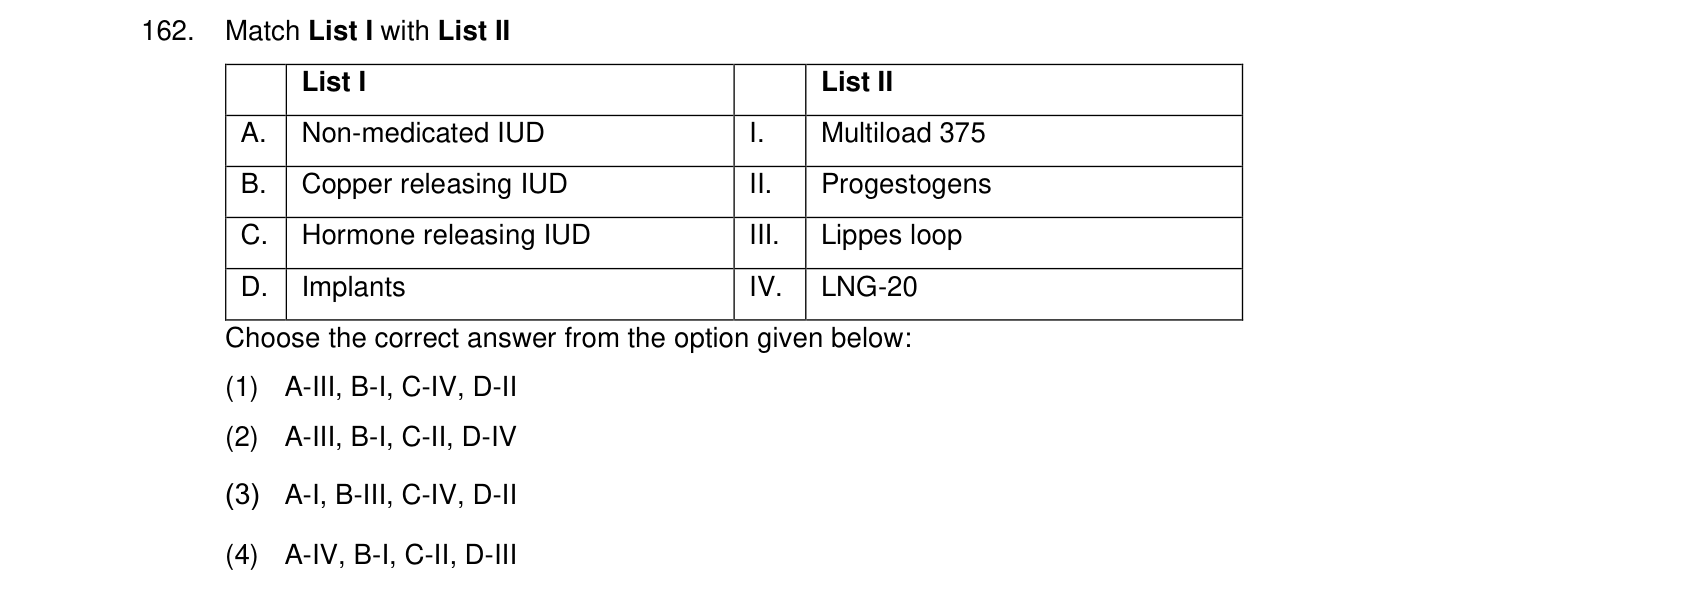 162. Match List I with List II
List I List II
A. Non-medicated IUD I. Multiload 375
B. Copper releasing IUD II. Progestogens
C. Hormone releasing IUD III. Lippes loop
D. Implants IV. LNG-20
Choose the correct answer from the option given below:
(1) A-III, B-I, C-IV, D-II
(2) A-III, B-I, C-II, D-IV
(3) A-I, B-III, C-IV, D-II
(4) A-IV, B-I, C-II, D-III